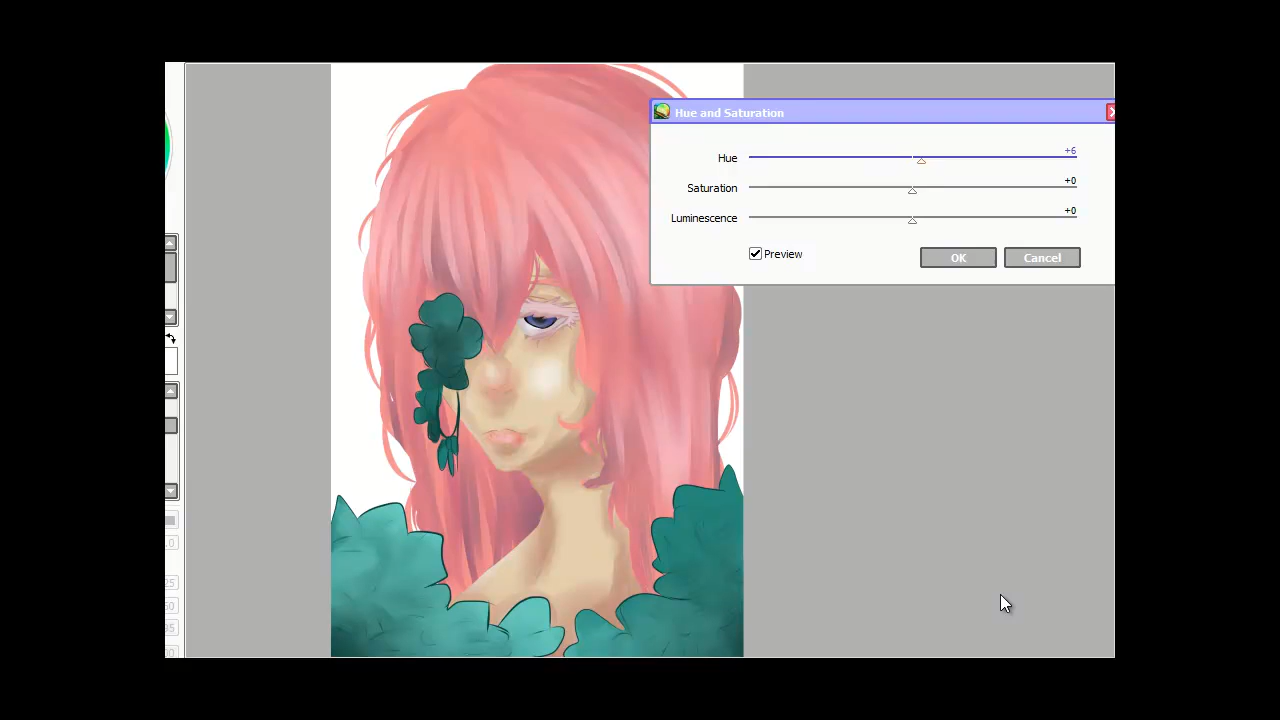 Hue and Saturation
Hue +6
Saturation +0
Luminescence +0
Preview OK Cancel